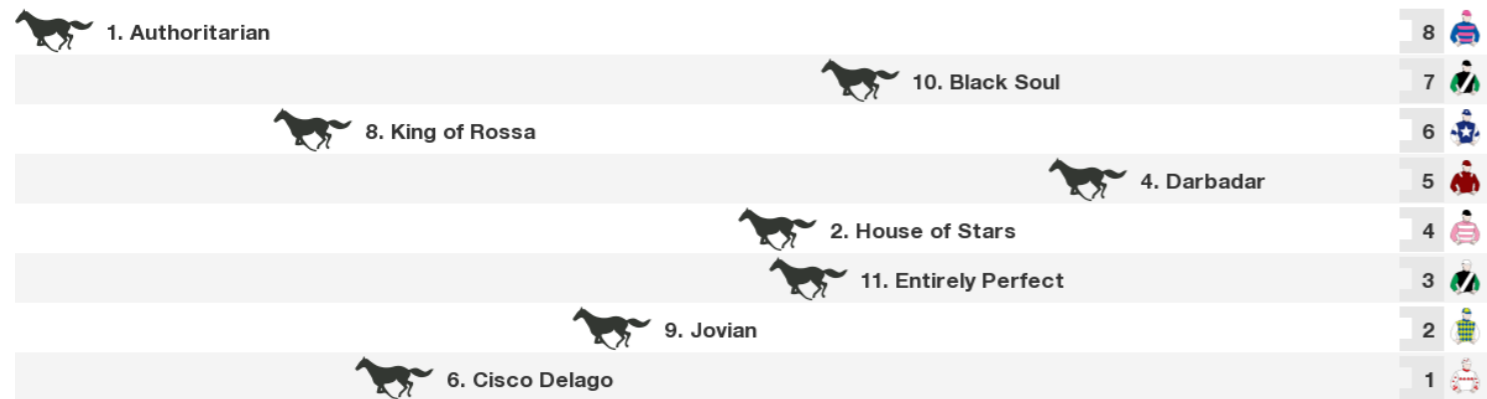 1. Authoritarian 8
10. Black Soul 7
8. King of Rossa 6
4. Darbadar 5
2. House of Stars 4
11. Entirely Perfect 3
9. Jovian 2
6. Cisco Delago 1